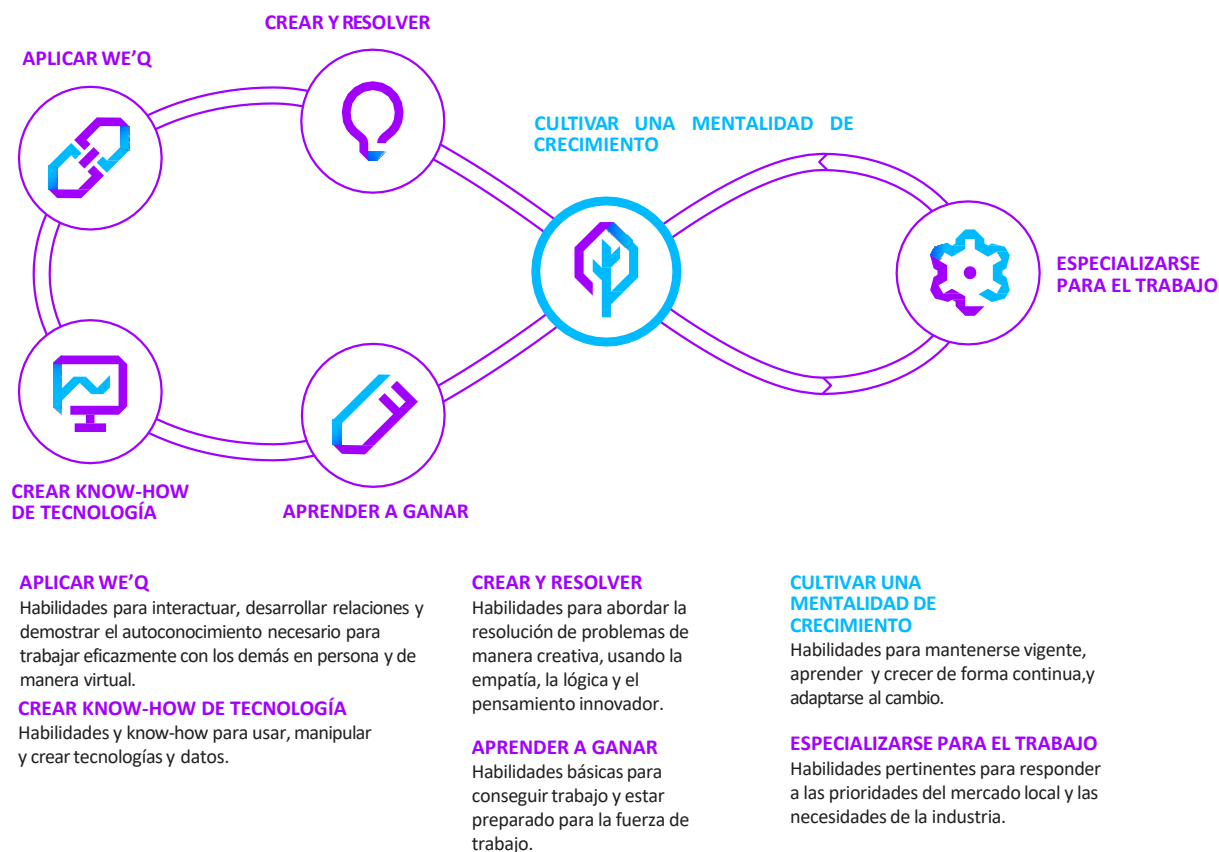 CREAR Y RESOLVER
APLICAR WE’Q
CULTIVAR UNA MENTALIDAD DE
CRECIMIENTO
ESPECIALIZARSE
PARA EL TRABAJO
CREAR KNOW-HOW
DE TECNOLOGÍA
APRENDER A GANAR
APLICAR WE’Q
Habilidades para interactuar, desarrollar relaciones y
demostrar el autoconocimiento necesario para
trabajar eficazmente con los demás en persona y de
manera virtual.
CREAR KNOW-HOW DE TECNOLOGÍA
Habilidades y know-how para usar, manipular
y crear tecnologías y datos.
CREAR Y RESOLVER
Habilidades para abordar la
resolución de problemas de
manera creativa, usando la
empatía, la lógica y el
pensamiento innovador.
APRENDER A GANAR
Habilidades básicas para
conseguir trabajo y estar
preparado para la fuerza de
trabajo.
CULTIVAR UNA
MENTALIDAD DE
CRECIMIENTO
Habilidades para mantenerse vigente,
aprender y crecer de forma continua,y
adaptarse al cambio.
ESPECIALIZARSE PARA EL TRABAJO
Habilidades pertinentes para responder
a las prioridades del mercado local y las
necesidades de la industria.